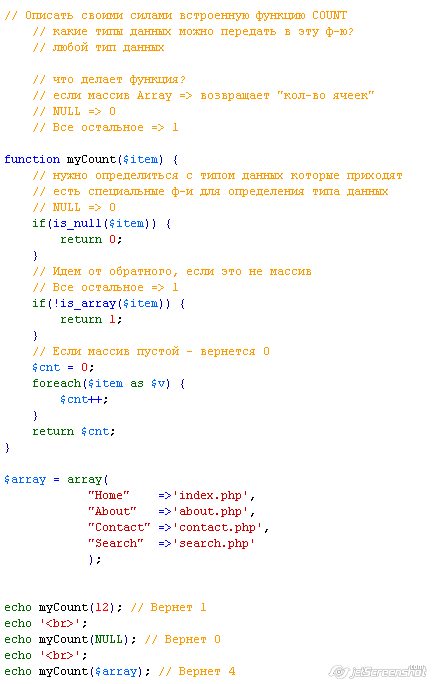 // Описать своими силами встроенную функцию COUNT
// какие типы данных можно передать в эту ф-ю?
// любой тип данных
// что делает функция?
// если массив Array => возвращает "кол-во ячеек"
// NULL => 0
// Все остальное => 1
function myCount($item) {
// нужно определиться с типом данных которые приходят
// есть специальные ф-и для определения типа данных
// NULL => 0
if(is_null($item)) {
return 0;
}
// Идем от обратного, если это не массив
// Все остальное => 1
if(!is_array($item)) {
return 1;
}
// Если массив пустой - вернется 0
$cnt = 0;
foreach($item as $v) {
$cnt++;
}
return $cnt;
}
$array = array(
"Home" =>'index.php',
"About" =>'about.php',
"Contact" =>'contact.php',
"Search" =>'search.php'
);
echo myCount(12); // Вернет 1
echo '<br>';
echo myCount(NULL); // Вернет 0
echo '<br>';
echo myCount($array); // Вернет 4
jetScreenshot